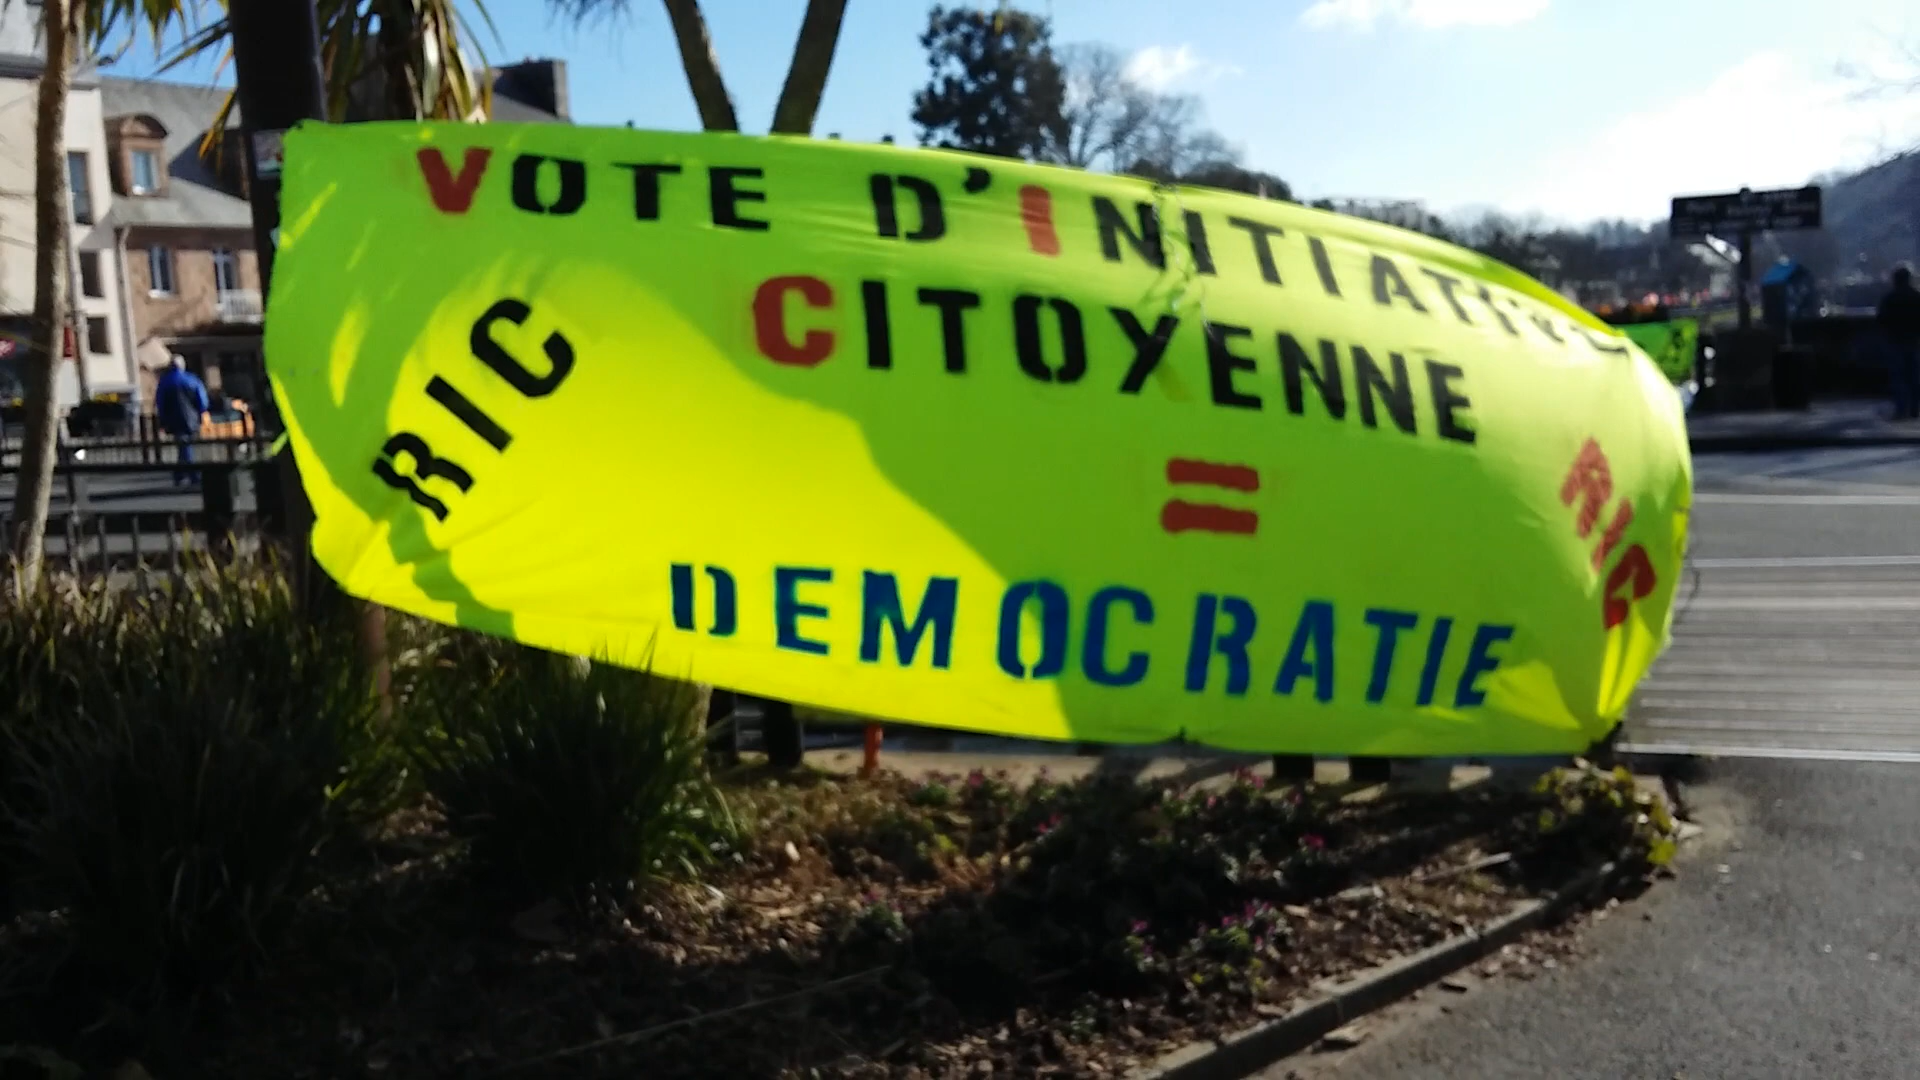 VOTE D'INITIATIVE
CITOYENNE
RIC
=
RIC
DEMOCRATIE